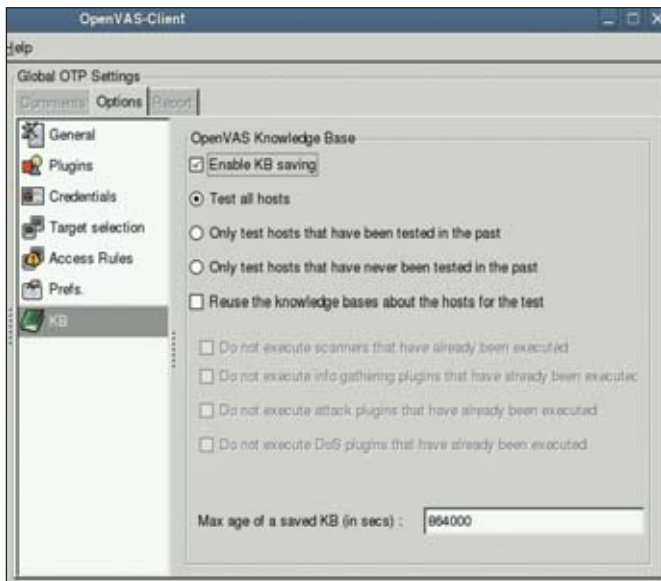 OpenVAS-Client
Help
Global OTP Settings
Comments Options Report
General
Plugins
Credentials
Target selection
Access Rules
Prefs.
KB
OpenVAS Knowledge Base
Enable KB saving
Test all hosts
Only test hosts that have been tested in the past
Only test hosts that have never been tested in the past
Reuse the knowledge bases about the hosts for the test
Do not execute scanners that have already been executed
Do not execute info gathering plugins that have already been executed
Do not execute attack plugins that have already been executed
Do not execute DoS plugins that have already been executed
Max age of a saved KB (in secs) : 864000